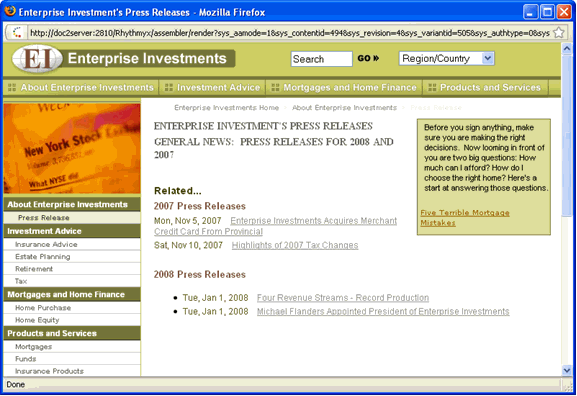 Enterprise Investment's Press Releases - Mozilla Firefox
http://doc2server:2810/Rhythmyx/assembler/render?sys_aamode=1&sys_contentid=494&sys_revision=4&sys_variantid=505&sys_authtype=0&sys
EI Enterprise Investments
Search GO Region/Country
About Enterprise Investments Investment Advice Mortgages and Home Finance Products and Services
Enterprise Investments Home About Enterprise Investments Press Release
New York Stock
What NYSE
About Enterprise Investments
Press Release
Investment Advice
Insurance Advice
Estate Planning
Retirement
Tax
Mortgages and Home Finance
Home Purchase
Home Equity
Products and Services
Mortgages
Funds
Insurance Products
ENTERPRISE INVESTMENT'S PRESS RELEASES
GENERAL NEWS: PRESS RELEASES FOR 2008 AND
2007
Related...
2007 Press Releases
Mon, Nov 5, 2007 Enterprise Investments Acquires Merchant
Credit Card From Provincial
Sat, Nov 10, 2007 Highlights of 2007 Tax Changes
2008 Press Releases
Tue, Jan 1, 2008 Four Revenue Streams - Record Production
Tue, Jan 1, 2008 Michael Flanders Appointed President of Enterprise Investments
Before you sign anything, make
sure you are making the right
decisions. Now looming in front of
you are two big questions: How
much can I afford? How do I
choose the right home? Here's a
start at answering those questions.
Five Terrible Mortgage
Mistakes
Done